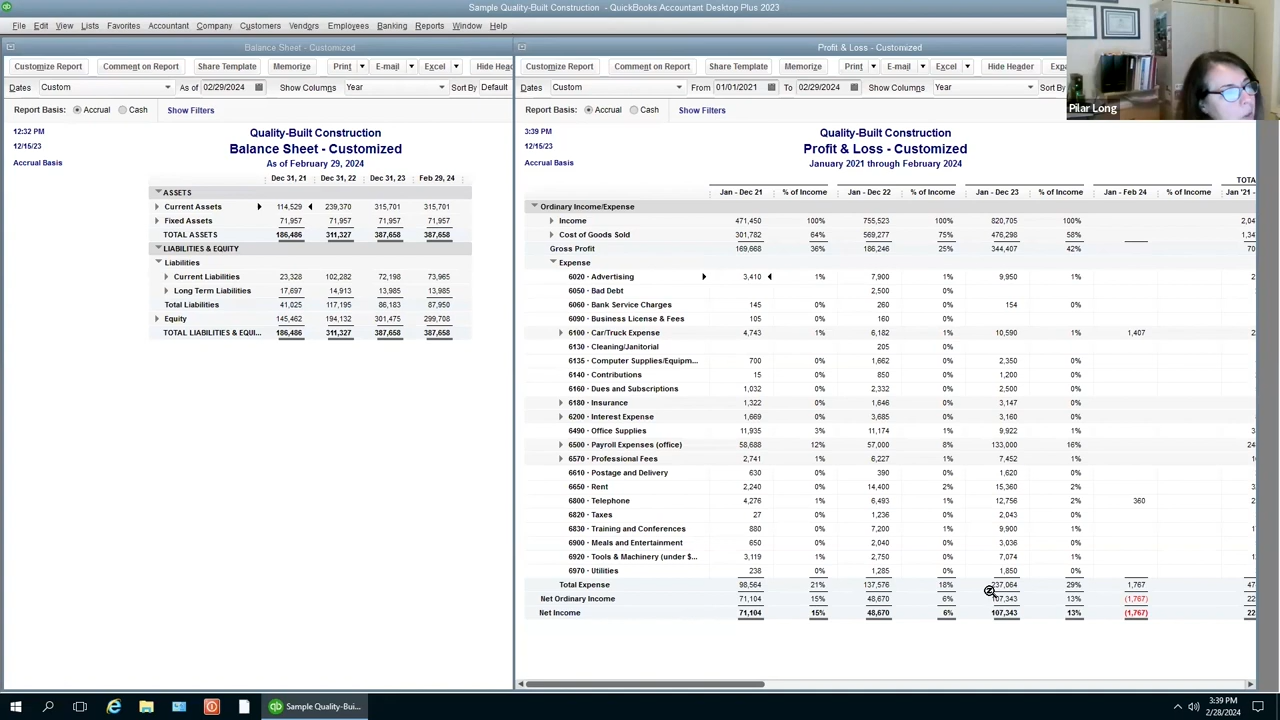 Sample Quality-Built Construction - QuickBooks Accountant Desktop Plus 2023
File Edit View Lists Favorites Accountant Company Customers Vendors Employees Banking Reports Window Help
Balance Sheet - Customized
Customize Report Comment on Report Share Template Memorize Print E-mail Excel Hide Hea
Dates Custom As of 02/29/2024 Show Columns Year Sort By Default
Report Basis: Accrual Cash Show Filters
12:32 PM
12/15/23
Accrual Basis
Quality-Built Construction
Balance Sheet - Customized
As of February 29, 2024
Dec 31, 21 Dec 31, 22 Dec 31, 23 Feb 29, 24
ASSETS
Current Assets 114,529 239,370 315,701 315,701
Fixed Assets 71,957 71,957 71,957 71,957
TOTAL ASSETS 186,486 311,327 387,658 387,658
LIABILITIES & EQUITY
Liabilities
Current Liabilities 23,328 102,282 72,198 73,965
Long Term Liabilities 17,697 14,913 13,985 13,985
Total Liabilities 41,025 117,195 86,183 87,950
Equity 145,462 194,132 301,475 299,708
TOTAL LIABILITIES & EQUI... 186,486 311,327 387,658 387,658
Profit & Loss - Customized
Customize Report Comment on Report Share Template Memorize Print E-mail Excel Hide Header Exp
Dates Custom From 01/01/2021 To 02/29/2024 Show Columns Year Sort By
Report Basis: Accrual Cash Show Filters
3:39 PM
12/15/23
Accrual Basis
Quality-Built Construction
Profit & Loss - Customized
January 2021 through February 2024
TOTA
Jan - Dec 21 % of Income Jan - Dec 22 % of Income Jan - Dec 23 % of Income Jan - Feb 24 % of Income Jan '21 -
Ordinary Income/Expense
Income 471,450 100% 755,523 100% 820,705 100% 2,04
Cost of Goods Sold 301,782 64% 569,277 75% 476,298 58% 1,34
Gross Profit 169,668 36% 186,246 25% 344,407 42% 70
Expense
6020 · Advertising 3,410 1% 7,900 1% 9,950 1% 2
6050 · Bad Debt 2,500 0%
6060 · Bank Service Charges 145 0% 260 0% 154 0%
6090 · Business License & Fees 105 0% 160 0%
6100 · Car/Truck Expense 4,743 1% 6,182 1% 10,590 1% 1,407 2
6130 · Cleaning/Janitorial 205 0%
6135 · Computer Supplies/Equipm... 700 0% 1,662 0% 2,350 0%
6140 · Contributions 15 0% 850 0% 1,200 0%
6160 · Dues and Subscriptions 1,032 0% 2,332 0% 2,500 0%
6180 · Insurance 1,322 0% 1,646 0% 3,147 0%
6200 · Interest Expense 1,669 0% 3,685 0% 3,160 0%
6490 · Office Supplies 11,935 3% 11,174 1% 9,922 1% 3
6500 · Payroll Expenses (office) 58,688 12% 57,000 8% 133,000 16% 24
6570 · Professional Fees 2,741 1% 6,227 1% 7,452 1% 1
6610 · Postage and Delivery 630 0% 390 0% 1,620 0%
6650 · Rent 2,240 0% 14,400 2% 15,360 2% 3
6800 · Telephone 4,276 1% 6,493 1% 12,756 2% 360 2
6820 · Taxes 27 0% 1,236 0% 2,043 0%
6830 · Training and Conferences 880 0% 7,200 1% 9,900 1% 1
6900 · Meals and Entertainment 650 0% 2,040 0% 3,036 0%
6920 · Tools & Machinery (under $... 3,119 1% 2,750 0% 7,074 1% 1
6970 · Utilities 238 0% 1,285 0% 1,850 0%
Total Expense 98,564 21% 137,576 18% 237,064 29% 1,767 47
Net Ordinary Income 71,104 15% 48,670 6% 107,343 13% (1,767) 22
Net Income 71,104 15% 48,670 6% 107,343 13% (1,767) 22
Pilar Long
Sample Quality-Bui...
3:39 PM
2/28/2024